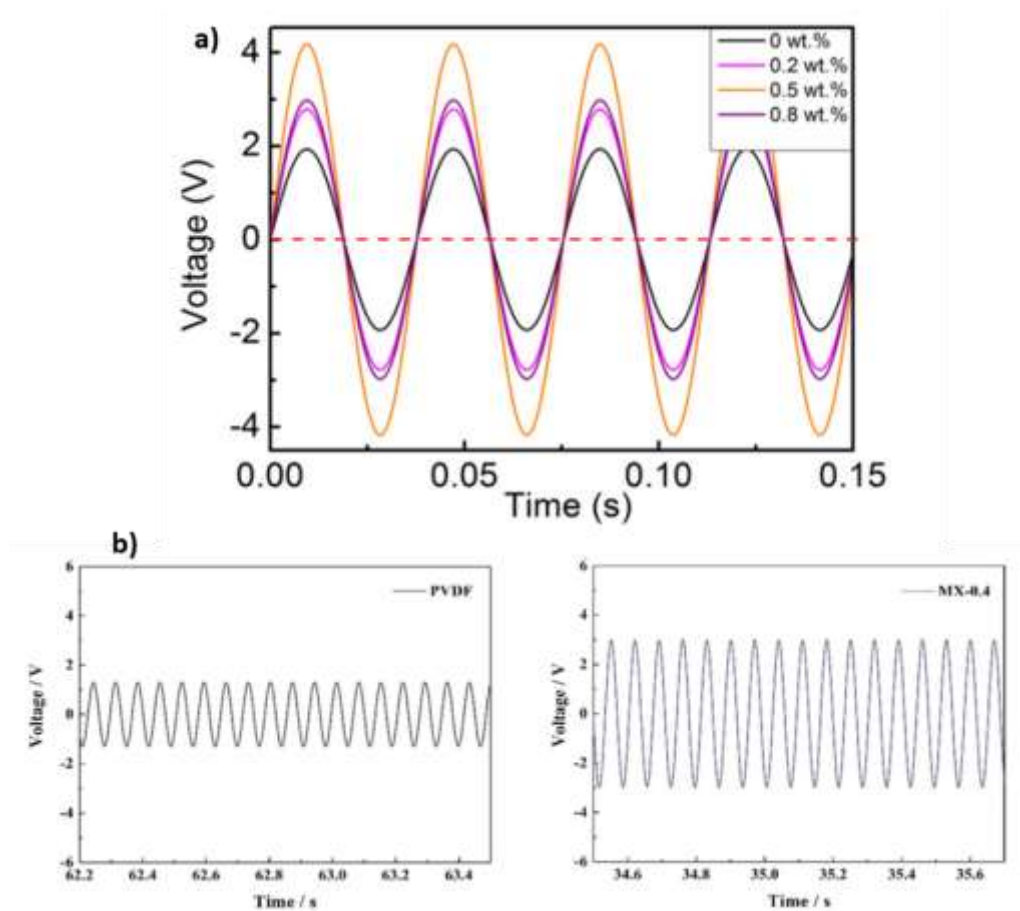 a)
0 wt.%
0.2 wt.%
0.5 wt.%
0.8 wt.%
4
2
0
-2
-4
Voltage (V)
0.00 0.05 0.10 0.15
Time (s)
b)
PVDF
6
4
2
0
-2
-4
-6
Voltage / V
62.2 62.4 62.6 62.8 63.0 63.2 63.4
Time / s
MX-0.4
6
4
2
0
-2
-4
-6
Voltage / V
34.6 34.8 35.0 35.2 35.4 35.6
Time / s